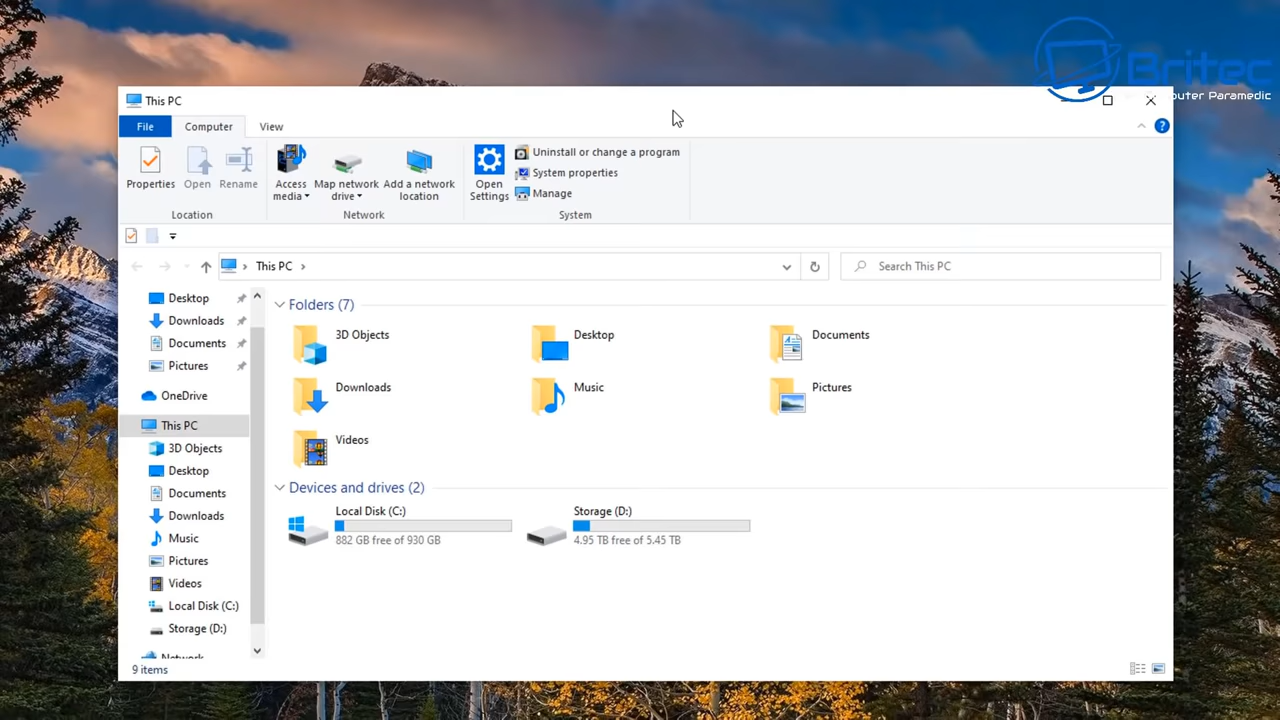 Britec
Computer Paramedic
This PC
File
Computer
View
Properties
Open
Rename
Access media
Map network drive
Add a network location
Open Settings
Uninstall or change a program
System properties
Manage
Location
Network
System
This PC
Search This PC
Desktop
Downloads
Documents
Pictures
OneDrive
This PC
3D Objects
Desktop
Documents
Downloads
Music
Pictures
Videos
Local Disk (C:)
Storage (D:)
Network
Folders (7)
3D Objects
Desktop
Documents
Downloads
Music
Pictures
Videos
Devices and drives (2)
Local Disk (C:)
882 GB free of 930 GB
Storage (D:)
4.95 TB free of 5.45 TB
9 items